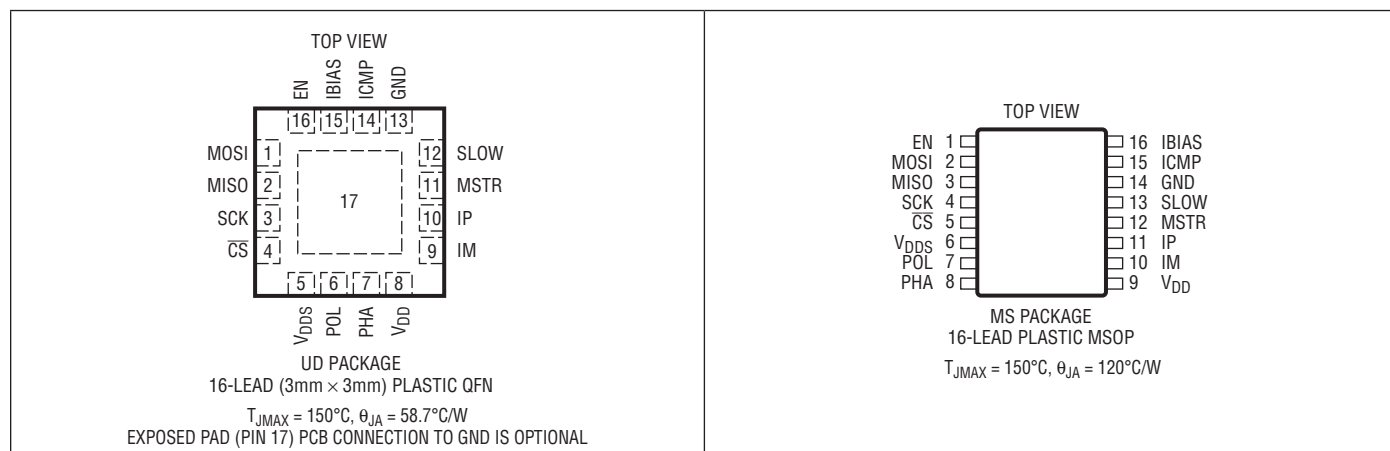 TOP VIEW
EN IBIAS ICMP GND
16 15 14 13
MOSI 1
MISO 2
SCK 3
C̅S̅ 4
17
12 SLOW
11 MSTR
10 IP
9 IM
5 6 7 8
VDDS POL PHA VDD
UD PACKAGE
16-LEAD (3mm × 3mm) PLASTIC QFN
TJMAX = 150°C, θJA = 58.7°C/W
EXPOSED PAD (PIN 17) PCB CONNECTION TO GND IS OPTIONAL
TOP VIEW
EN 1
MOSI 2
MISO 3
SCK 4
C̅S̅ 5
VDDS 6
POL 7
PHA 8
16 IBIAS
15 ICMP
14 GND
13 SLOW
12 MSTR
11 IP
10 IM
9 VDD
MS PACKAGE
16-LEAD PLASTIC MSOP
TJMAX = 150°C, θJA = 120°C/W